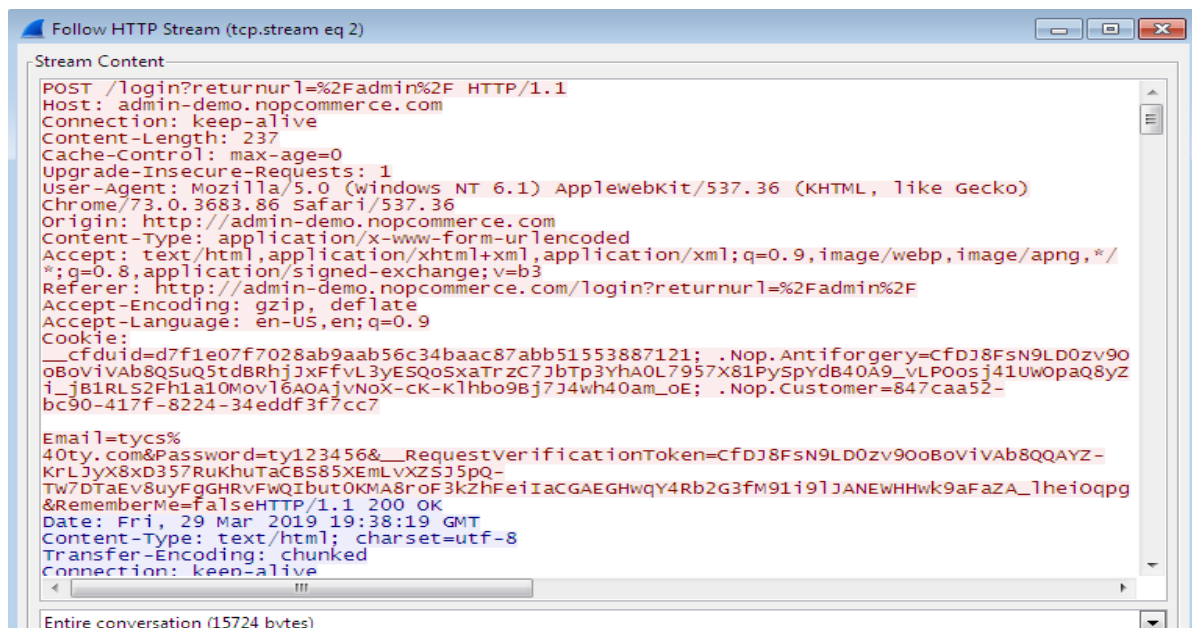 Follow HTTP Stream (tcp.stream eq 2)
Stream Content
POST /login?returnurl=%2Fadmin%2F HTTP/1.1
Host: admin-demo.nopcommerce.com
Connection: keep-alive
Content-Length: 237
Cache-Control: max-age=0
Upgrade-Insecure-Requests: 1
User-Agent: Mozilla/5.0 (Windows NT 6.1) AppleWebKit/537.36 (KHTML, like Gecko)
Chrome/73.0.3683.86 Safari/537.36
Origin: http://admin-demo.nopcommerce.com
Content-Type: application/x-www-form-urlencoded
Accept: text/html,application/xhtml+xml,application/xml;q=0.9,image/webp,image/apng,*/
*;q=0.8,application/signed-exchange;v=b3
Referer: http://admin-demo.nopcommerce.com/login?returnurl=%2Fadmin%2F
Accept-Encoding: gzip, deflate
Accept-Language: en-US,en;q=0.9
Cookie:
__cfduid=d7f1e07f7028ab9aab56c34baac87abb51553887121; .Nop.Antiforgery=CfDJ8FsN9LD0zv9O
oBoVivAb8QSuQ5tdBRhjJxFfvL3yESQoSxaTrzC7JbTp3YhA0L7957X81PySpYdB40A9_vLPOosj41UWOpaQ8yZ
i_jB1RLS2Fh1a10Movl6AOAjvNoX-cK-Klhbo9Bj7J4wh40am_oE; .Nop.Customer=847caa52-
bc90-417f-8224-34eddf3f7cc7
Email=tycs%
40ty.com&Password=ty123456&__RequestVerificationToken=CfDJ8FsN9LD0zv9OoBoVivAb8QQAYZ-
KrLJyX8xD357RuKhuTaCBS85XEmLvXZSJ5pQ-
TW7DTaEv8uyFgGHRvFWQIbut0KMA8roF3kZhFeiIaCGAEGHwqY4Rb2G3fM91i9lJANEWHHwk9aFaZA_lheiOqpg
&RememberMe=falseHTTP/1.1 200 OK
Date: Fri, 29 Mar 2019 19:38:19 GMT
Content-Type: text/html; charset=utf-8
Transfer-Encoding: chunked
Connection: keep-alive
Entire conversation (15724 bytes)